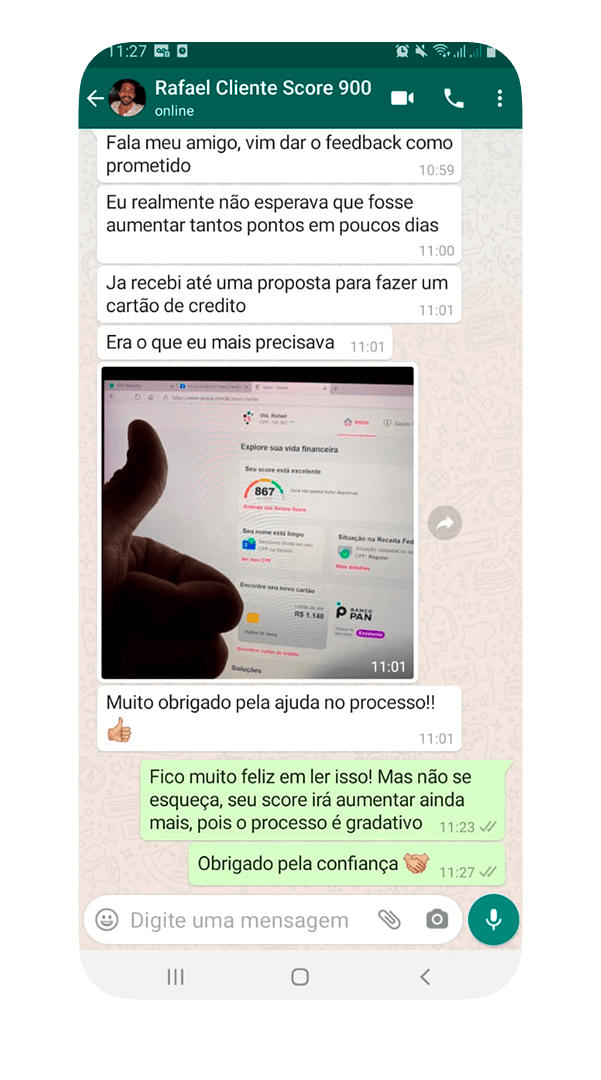 11:27
Rafael Cliente Score 900
online
Fala meu amigo, vim dar o feedback como
prometido
10:59
Eu realmente não esperava que fosse
aumentar tantos pontos em poucos dias
11:00
Ja recebi até uma proposta para fazer um
cartão de credito
11:01
Era o que eu mais precisava
11:01
Olá, Rafael
INÍCIO
Saúde
Explore sua vida financeira
Seu score está excelente
867
Entenda seu Serasa Score
Seu nome está limpo
Ver meu CPF
Situação na Receita Fed
CPF: Regular
Mais detalhes
Encontre seu novo cartão
R$ 1.148
BANCO
PAN
Excelente
Encontrar cartão de crédito
Soluções
11:01
Muito obrigado pela ajuda no processo!!
11:01
Fico muito feliz em ler isso! Mas não se
esqueça, seu score irá aumentar ainda
mais, pois o processo é gradativo
11:23
Obrigado pela confiança
11:27
Digite uma mensagem